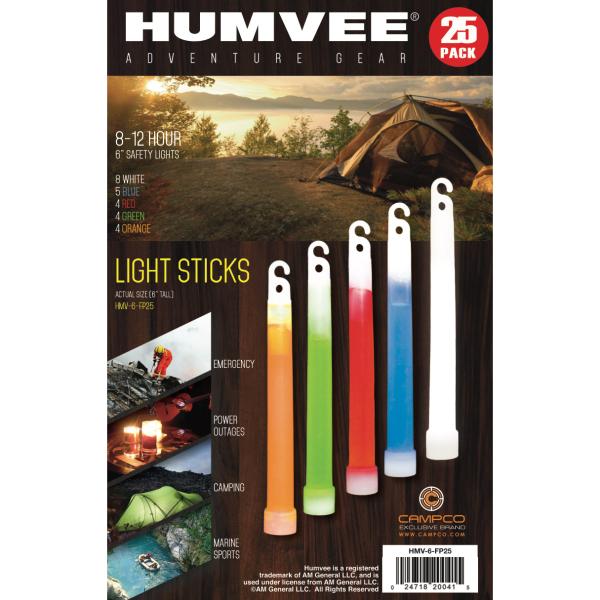 HUMVEE®
ADVENTURE GEAR
25
PACK
8-12 HOUR
6" SAFETY LIGHTS
8 WHITE
5 BLUE
4 RED
4 GREEN
4 ORANGE
LIGHT STICKS
ACTUAL SIZE (6" TALL)
HMV-6-FP25
EMERGENCY
POWER
OUTAGES
CAMPING
MARINE
SPORTS
CAMPCO
EXCLUSIVE BRAND
WWW.CAMPCO.COM
Humvee is a registered
trademark of AM General LLC, and is
used under license from AM General LLC.
©AM General LLC. All Rights Reserved.
HMV-6-FP25
0 24718 20041 5